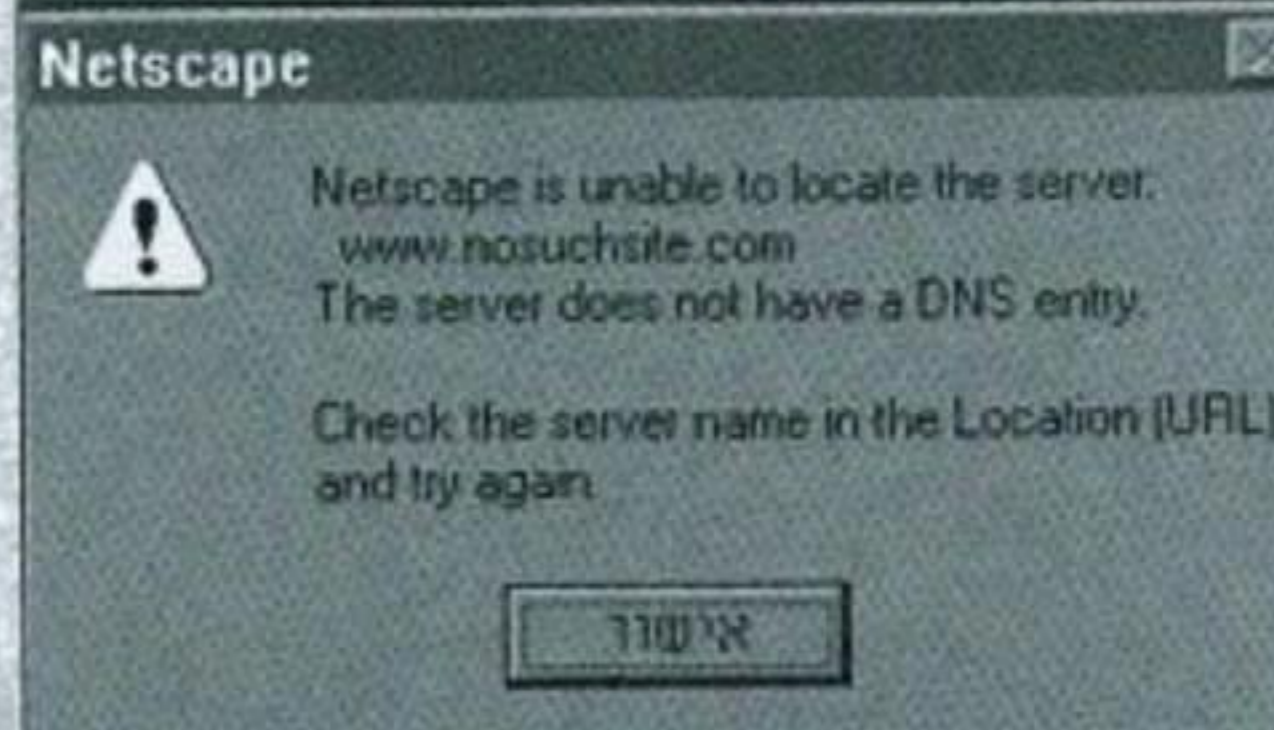 Netscape
Netscape is unable to locate the server:
www.nosuchsite.com
The server does not have a DNS entry.
Check the server name in the Location (URL)
and try again.
אישור